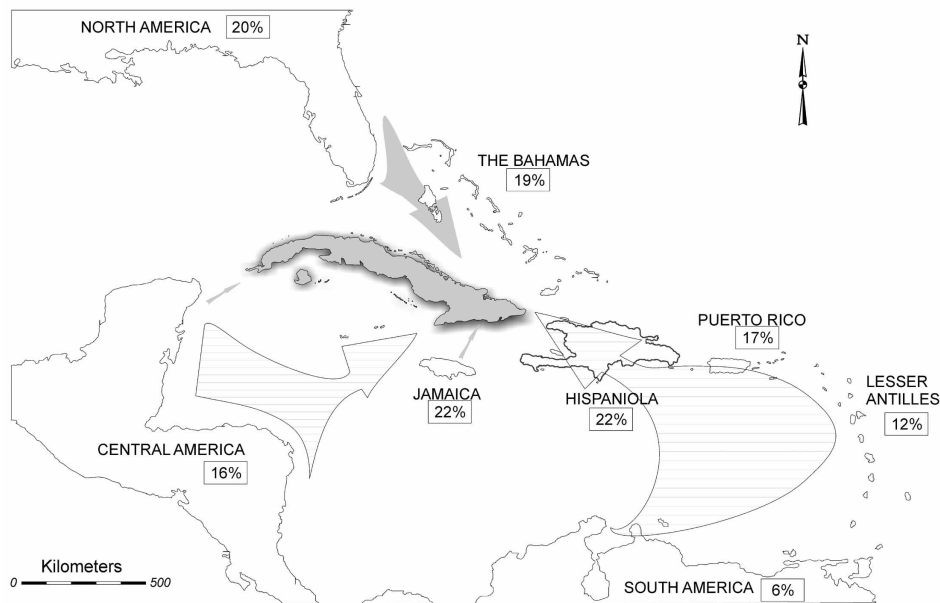 NORTH AMERICA 20%
N
THE BAHAMAS
19%
PUERTO RICO
17%
LESSER
ANTILLES
12%
JAMAICA
22%
HISPANIOLA
22%
CENTRAL AMERICA
16%
Kilometers
0 500
SOUTH AMERICA 6%